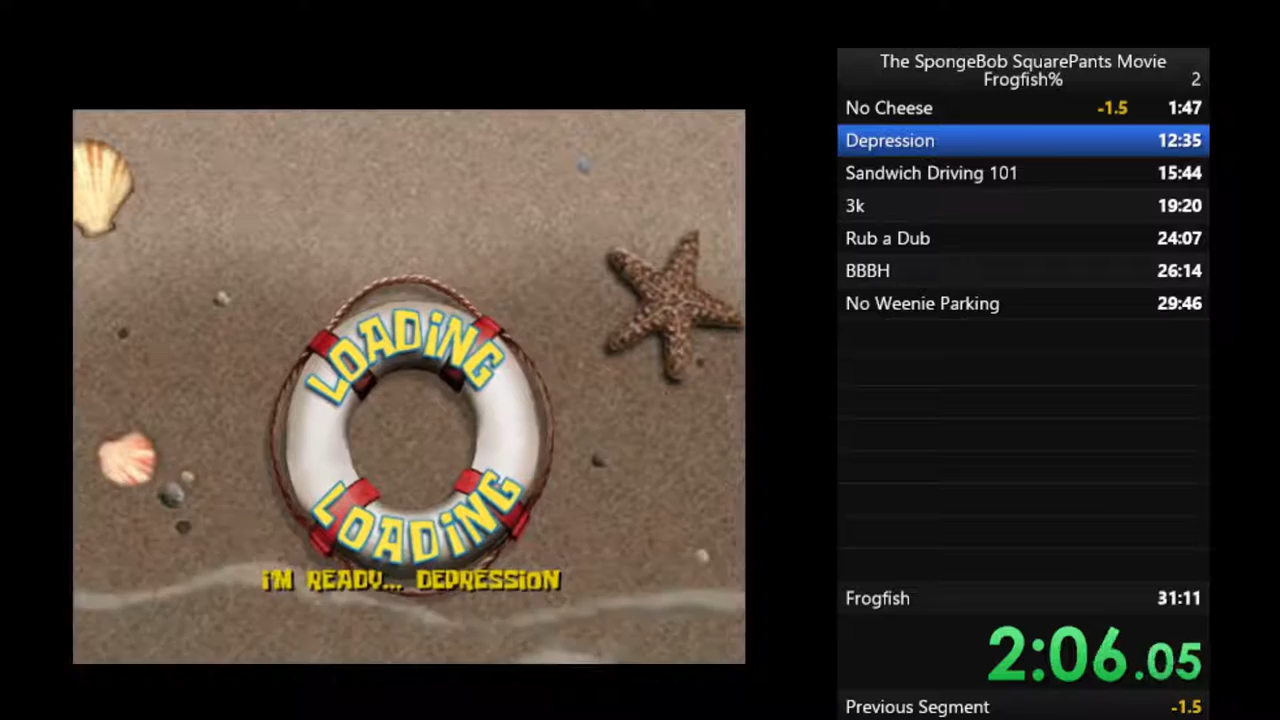 LOADING
LOADING
I'M READY... DEPRESSION
The SpongeBob SquarePants Movie
Frogfish% 2
No Cheese -1.5 1:47
Depression 12:35
Sandwich Driving 101 15:44
3k 19:20
Rub a Dub 24:07
BBBH 26:14
No Weenie Parking 29:46
Frogfish 31:11
2:06.05
Previous Segment -1.5